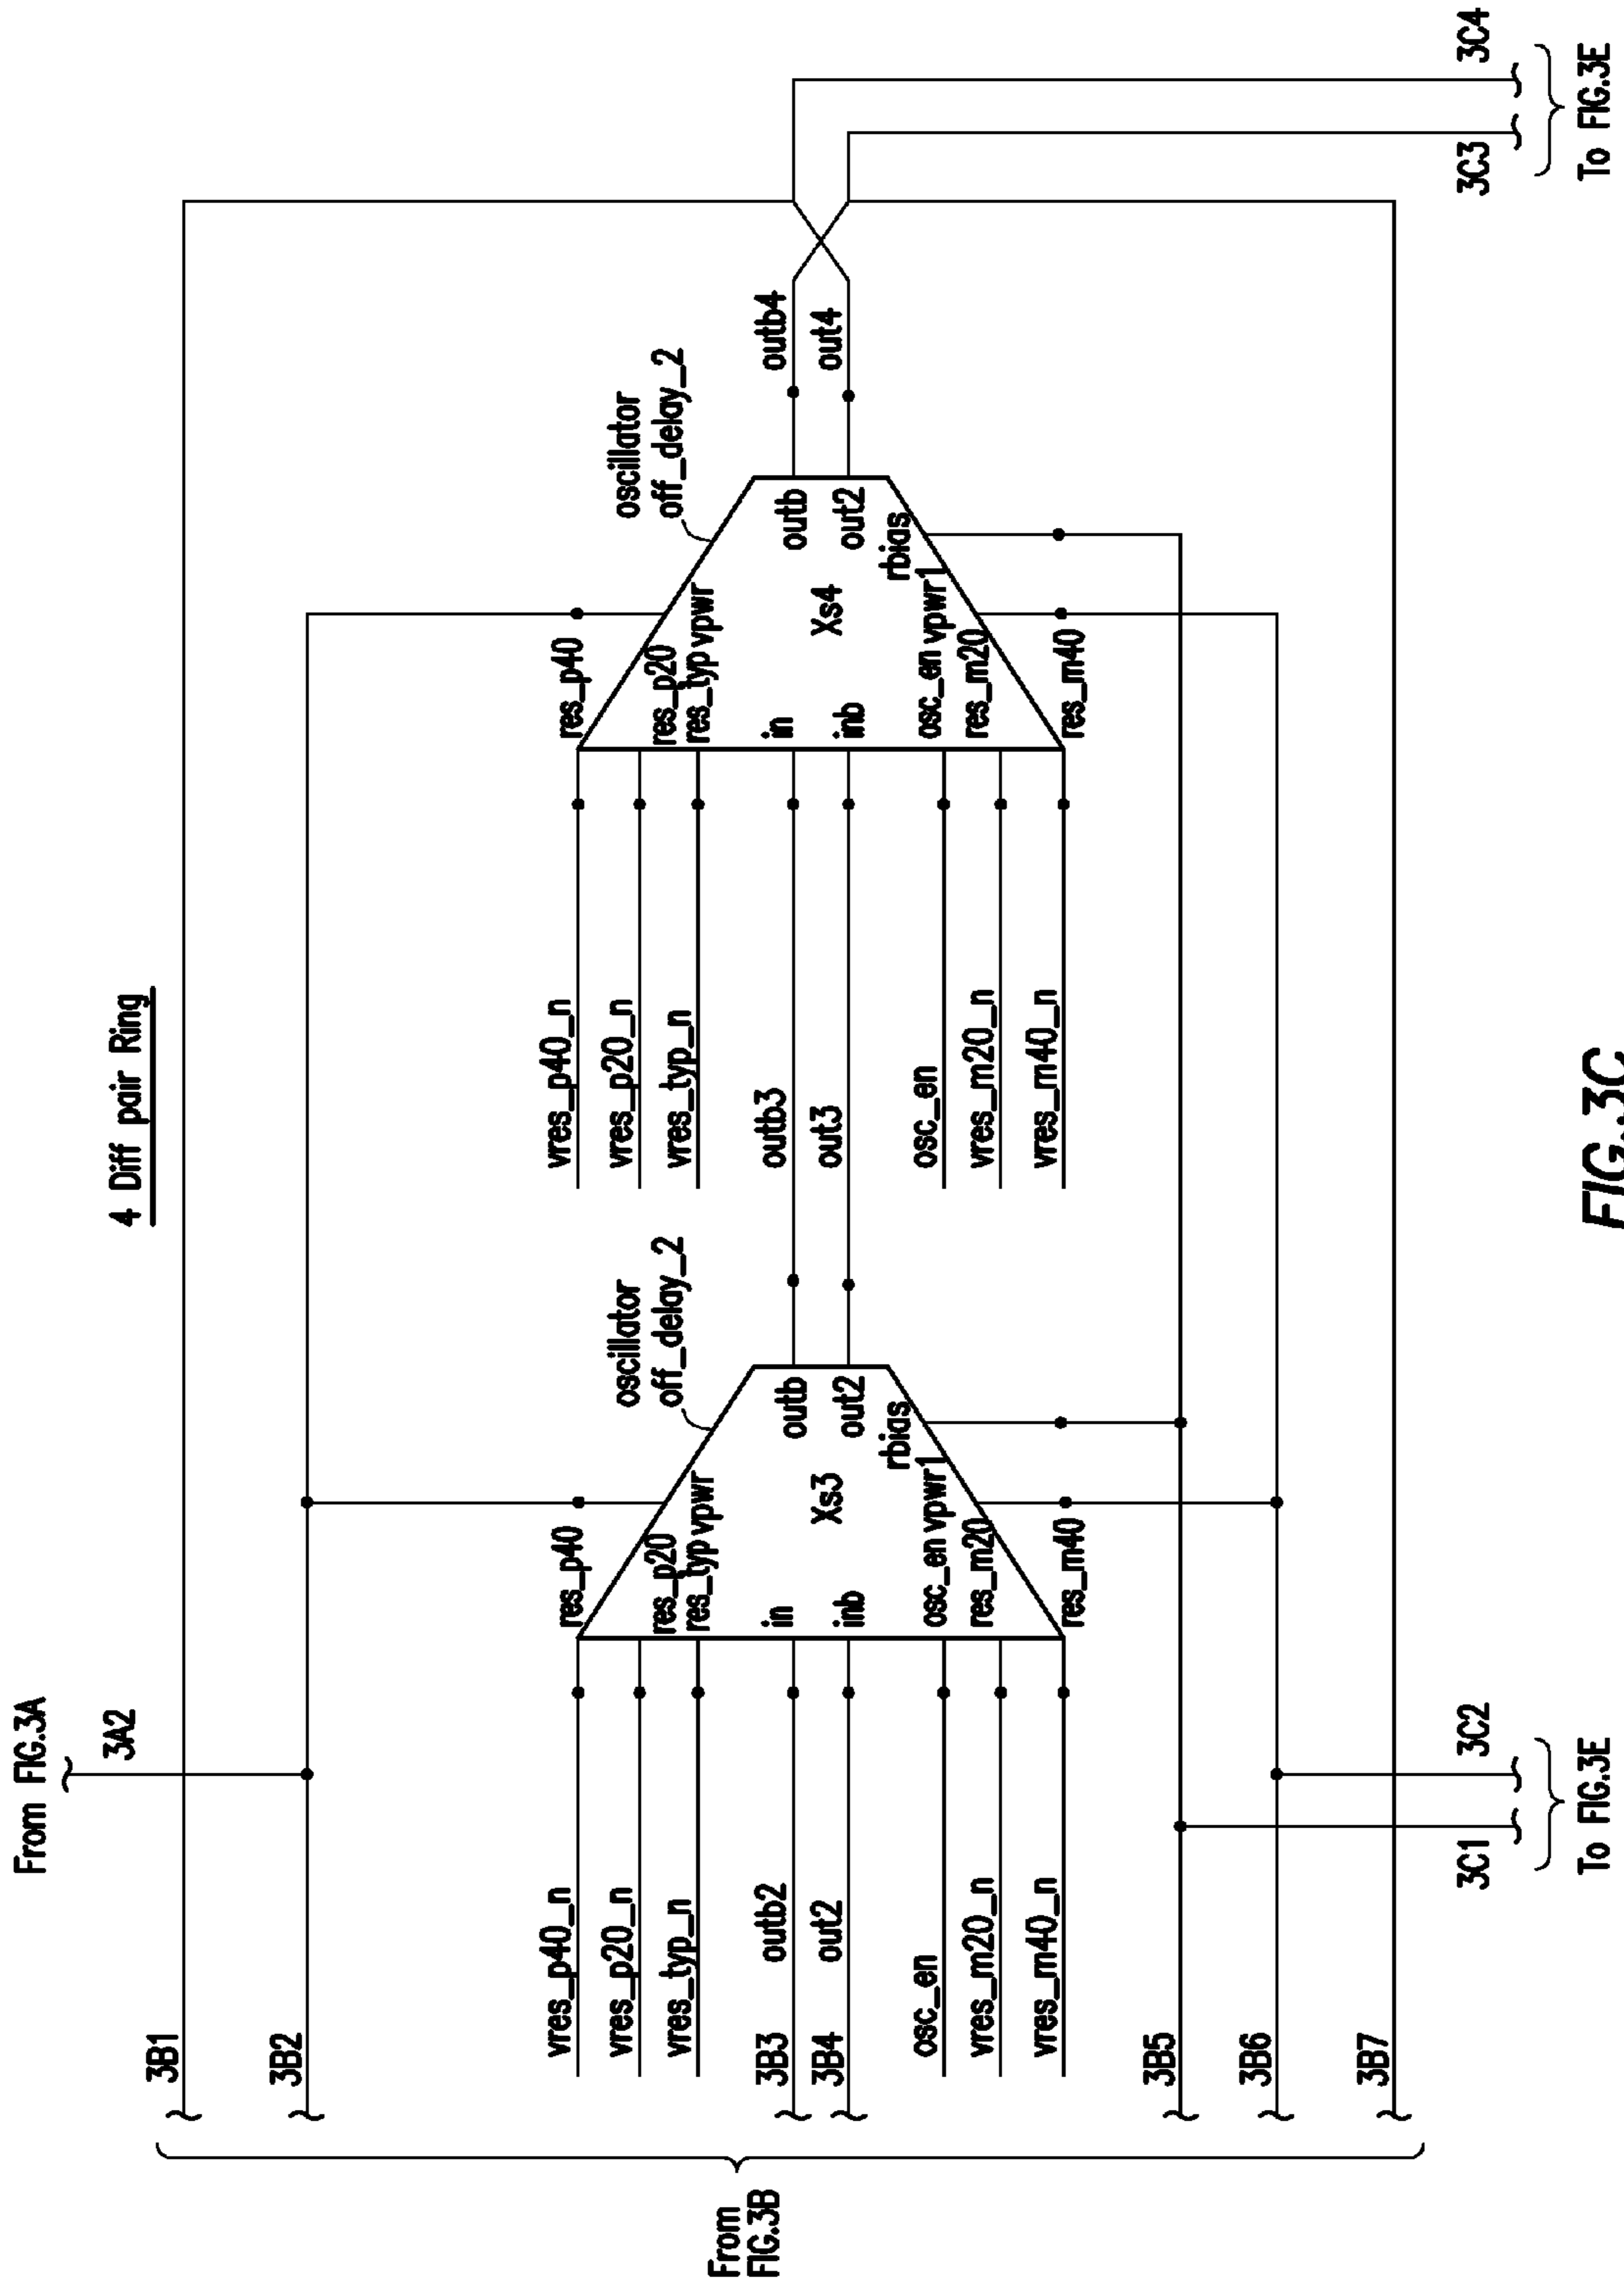 From FIG.3A
3A2
4 Diff pair Ring
3B1
3B2
From
FIG.3B
vres_p40_n
vres_p20_n
vres_typ_n
3B3 outb2
3B4 out2
osc_en
vres_m20_n
vres_m40_n
res_p40
res_p20
res_typ vpwr
in
inb
osc_en vpwr1
res_m20
res_m40
Xs3
outb
out2
rbias
oscillator
off_delay_2
vres_p40_n
vres_p20_n
vres_typ_n
outb3
out3
osc_en
vres_m20_n
vres_m40_n
res_p40
res_p20
res_typ vpwr
in
inb
osc_en vpwr1
res_m20
res_m40
Xs4
outb
out2
rbias
oscillator
off_delay_2
outb4
out4
3B5
3B6
3B7
3C1
3C2
To FIG.3E
3C3
3C4
To FIG.3E
FIG.3C